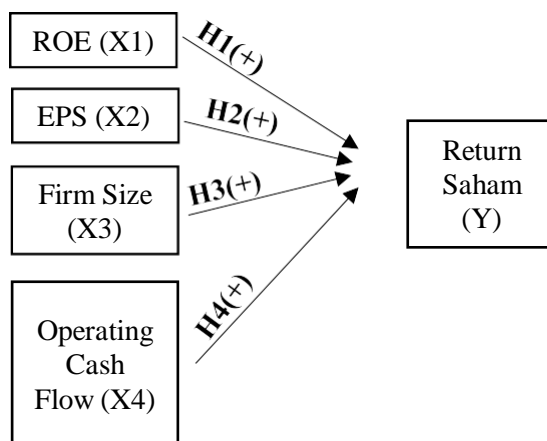 ROE (X1)
H1(+)
EPS (X2)
H2(+)
Firm Size
(X3)
H3(+)
Operating
Cash
Flow (X4)
H4(+)
Return
Saham
(Y)